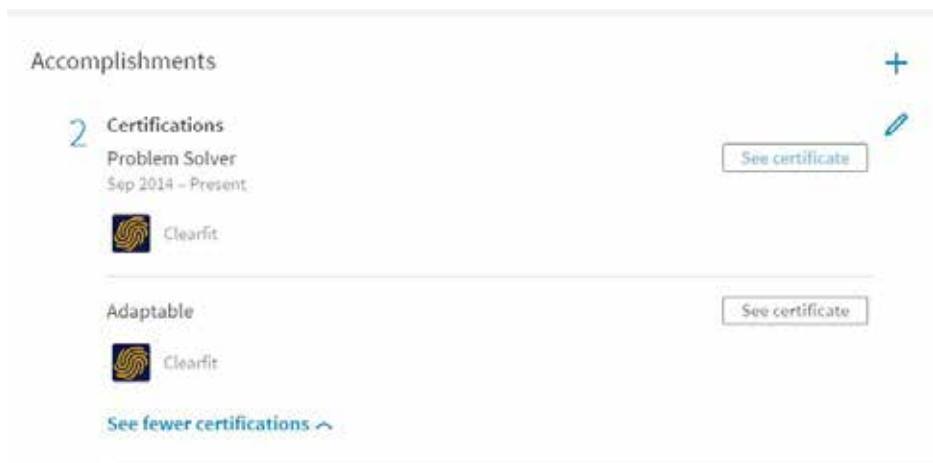 Accomplishments
2
Certifications
Problem Solver
See certificate
Sep 2014 – Present
Clearfit
Adaptable
See certificate
Clearfit
See fewer certifications